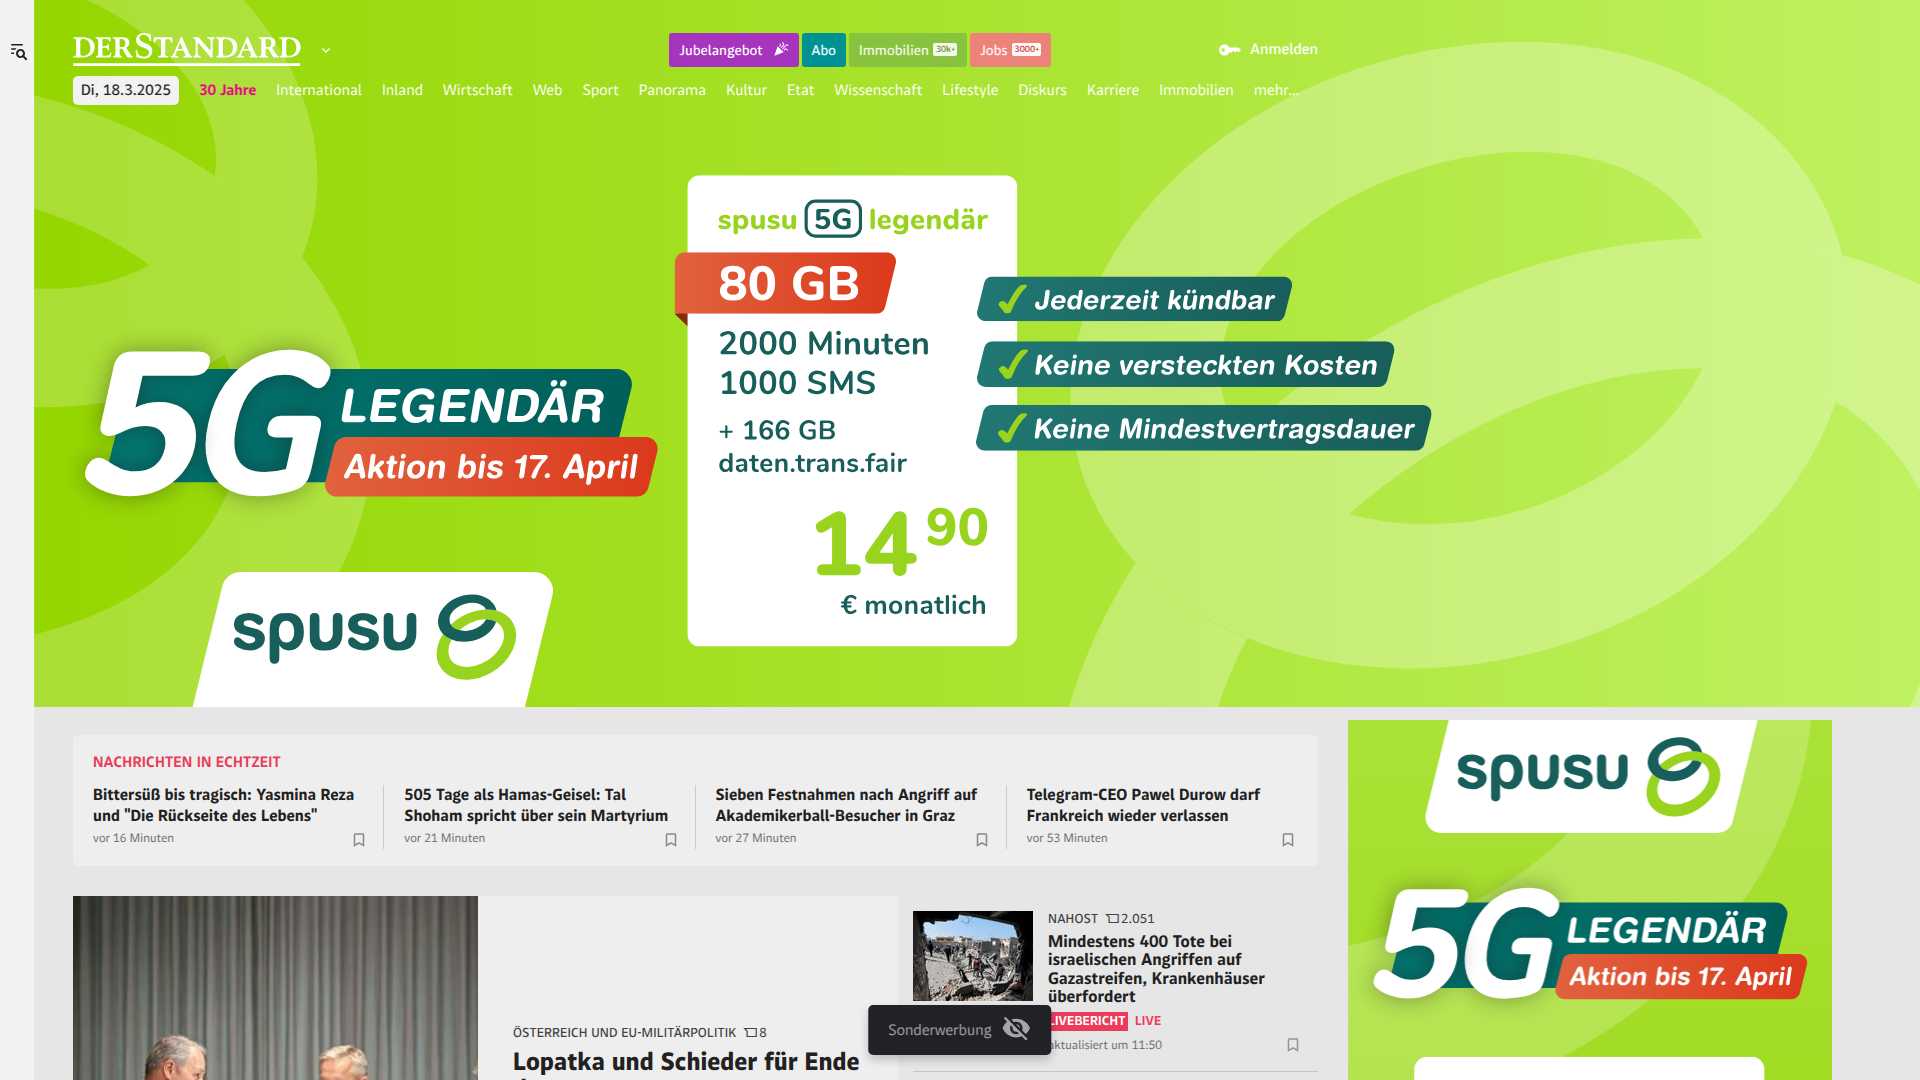 DERSTANDARD
Jubelangebot
Abo
Immobilien 30k+
Jobs 3000+
Anmelden
Di, 18.3.2025
30 Jahre
International
Inland
Wirtschaft
Web
Sport
Panorama
Kultur
Etat
Wissenschaft
Lifestyle
Diskurs
Karriere
Immobilien
mehr...
5G LEGENDÄR
Aktion bis 17. April
spusu
spusu 5G legendär
80 GB
2000 Minuten
1000 SMS
+ 166 GB
daten.trans.fair
14 90
€ monatlich
Jederzeit kündbar
Keine versteckten Kosten
Keine Mindestvertragsdauer
NACHRICHTEN IN ECHTZEIT
Bittersüß bis tragisch: Yasmina Reza
und "Die Rückseite des Lebens"
vor 16 Minuten
505 Tage als Hamas-Geisel: Tal
Shoham spricht über sein Martyrium
vor 21 Minuten
Sieben Festnahmen nach Angriff auf
Akademikerball-Besucher in Graz
vor 27 Minuten
Telegram-CEO Pawel Durow darf
Frankreich wieder verlassen
vor 53 Minuten
ÖSTERREICH UND EU-MILITÄRPOLITIK 8
Lopatka und Schieder für Ende
NAHOST 2.051
Mindestens 400 Tote bei
israelischen Angriffen auf
Gazastreifen, Krankenhäuser
überfordert
LIVEBERICHT LIVE
aktualisiert um 11:50
Sonderwerbung
spusu
5G LEGENDÄR
Aktion bis 17. April